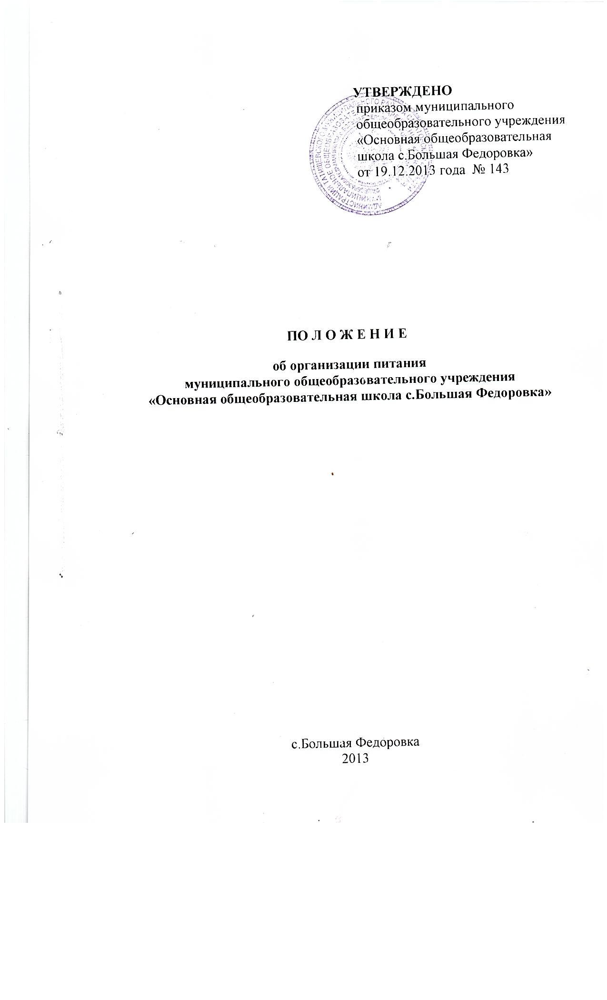 УТВЕРЖДЕНО
приказом муниципального
общеобразовательного учреждения
«Основная общеобразовательная
школа с.Большая Федоровка»
от 19.12.2013 года № 143
ПО Л О Ж Е Н И Е
об организации питания
муниципального общеобразовательного учреждения
«Основная общеобразовательная школа с.Большая Федоровка»
с.Большая Федоровка
2013